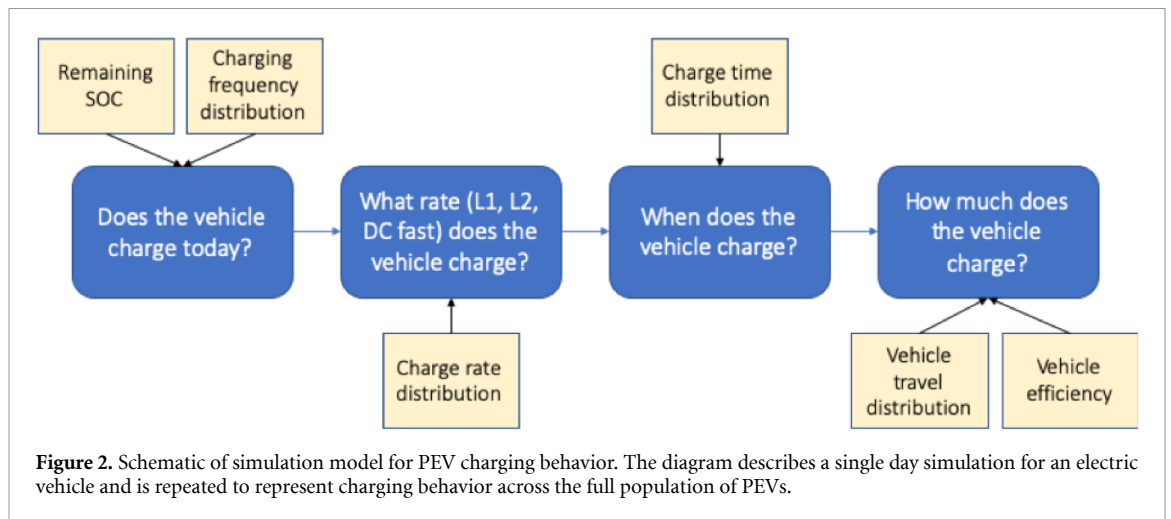 Remaining
SOC
Charging
frequency
distribution
Charge time
distribution
Does the vehicle
charge today?
What rate (L1, L2,
DC fast) does the
vehicle charge?
When does the
vehicle charge?
How much does
the vehicle
charge?
Charge rate
distribution
Vehicle
travel
distribution
Vehicle
efficiency
Figure 2. Schematic of simulation model for PEV charging behavior. The diagram describes a single day simulation for an electric
vehicle and is repeated to represent charging behavior across the full population of PEVs.